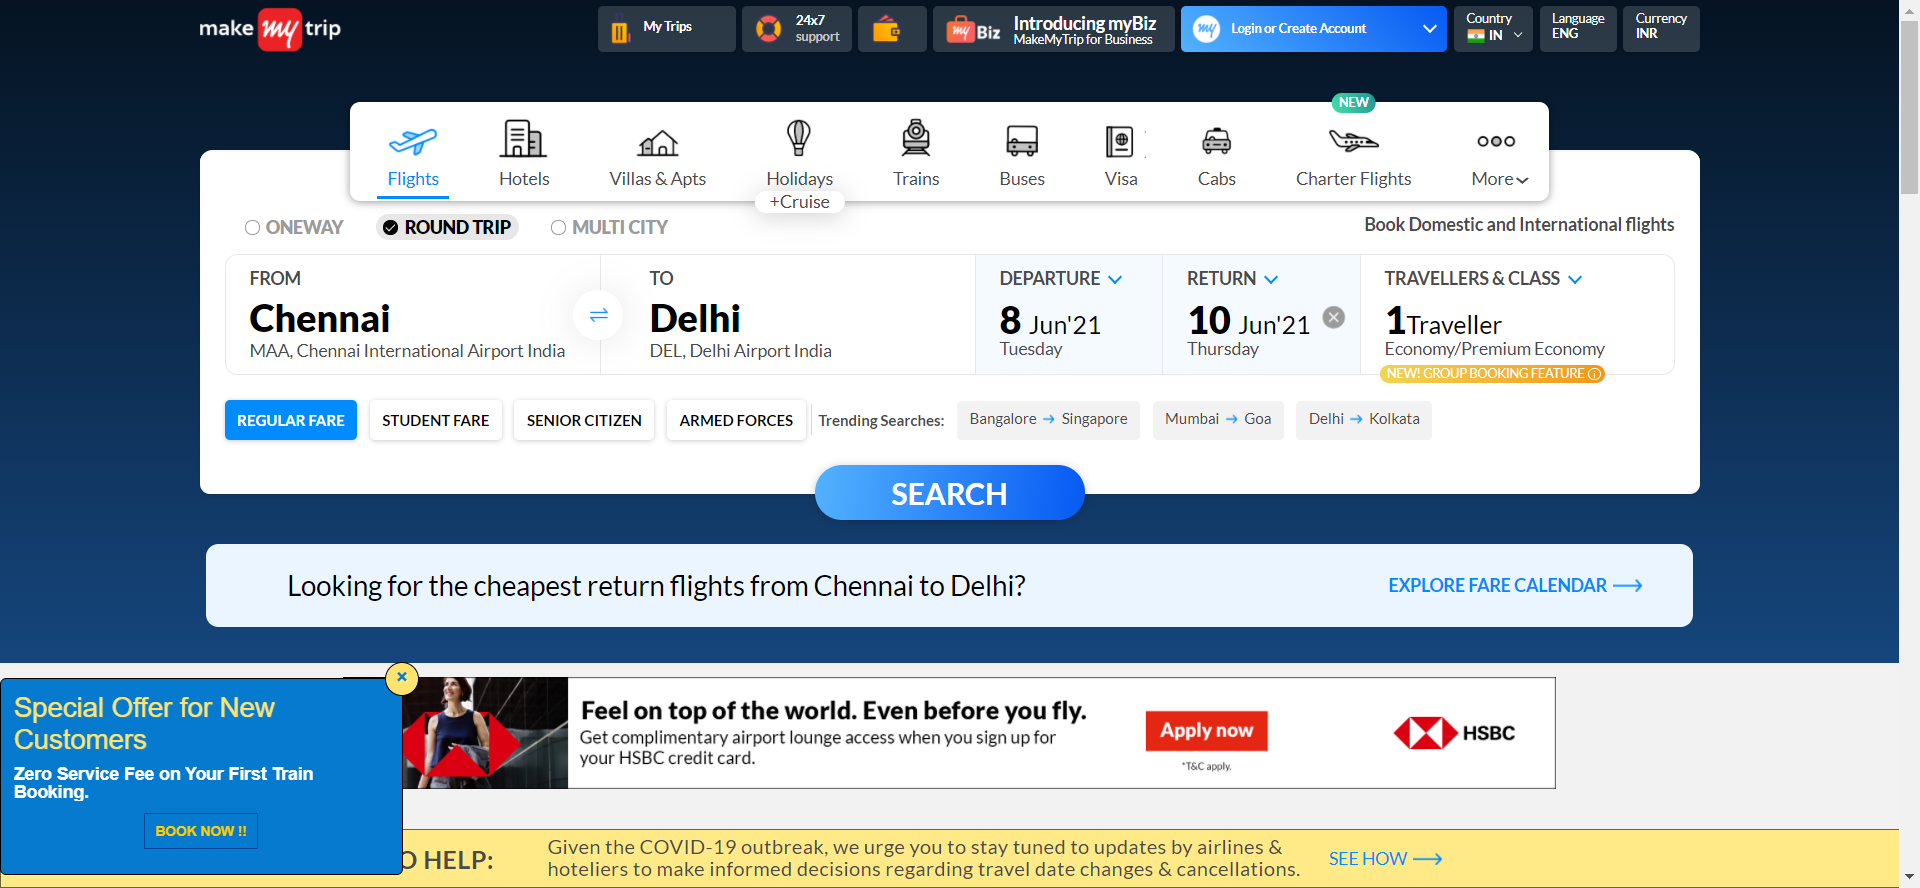 make my trip
My Trips
24x7
support
my Biz
Introducing myBiz
MakeMyTrip for Business
my
Login or Create Account
Country
IN
Language
ENG
Currency
INR
NEW
Flights
Hotels
Villas & Apts
Holidays
+Cruise
Trains
Buses
Visa
Cabs
Charter Flights
More
ONEWAY
ROUND TRIP
MULTI CITY
Book Domestic and International flights
FROM
Chennai
MAA, Chennai International Airport India
TO
Delhi
DEL, Delhi Airport India
DEPARTURE
8 Jun'21
Tuesday
RETURN
10 Jun'21
Thursday
TRAVELLERS & CLASS
1Traveller
Economy/Premium Economy
NEW! GROUP BOOKING FEATURE
REGULAR FARE
STUDENT FARE
SENIOR CITIZEN
ARMED FORCES
Trending Searches:
Bangalore → Singapore
Mumbai → Goa
Delhi → Kolkata
SEARCH
Looking for the cheapest return flights from Chennai to Delhi?
EXPLORE FARE CALENDAR
Special Offer for New
Customers
Zero Service Fee on Your First Train
Booking.
BOOK NOW !!
Feel on top of the world. Even before you fly.
Get complimentary airport lounge access when you sign up for
your HSBC credit card.
Apply now
*T&C apply.
HSBC
O HELP:
Given the COVID-19 outbreak, we urge you to stay tuned to updates by airlines &
hoteliers to make informed decisions regarding travel date changes & cancellations.
SEE HOW